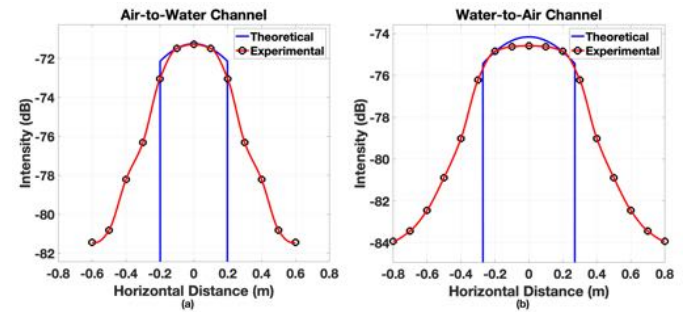 Air-to-Water Channel
Theoretical
Experimental
-72
-74
-76
-78
-80
-82
Intensity (dB)
-0.8 -0.6 -0.4 -0.2 0 0.2 0.4 0.6 0.8
Horizontal Distance (m)
(a)
Water-to-Air Channel
Theoretical
Experimental
-74
-76
-78
-80
-82
-84
Intensity (dB)
-0.8 -0.6 -0.4 -0.2 0 0.2 0.4 0.6 0.8
Horizontal Distance (m)
(b)